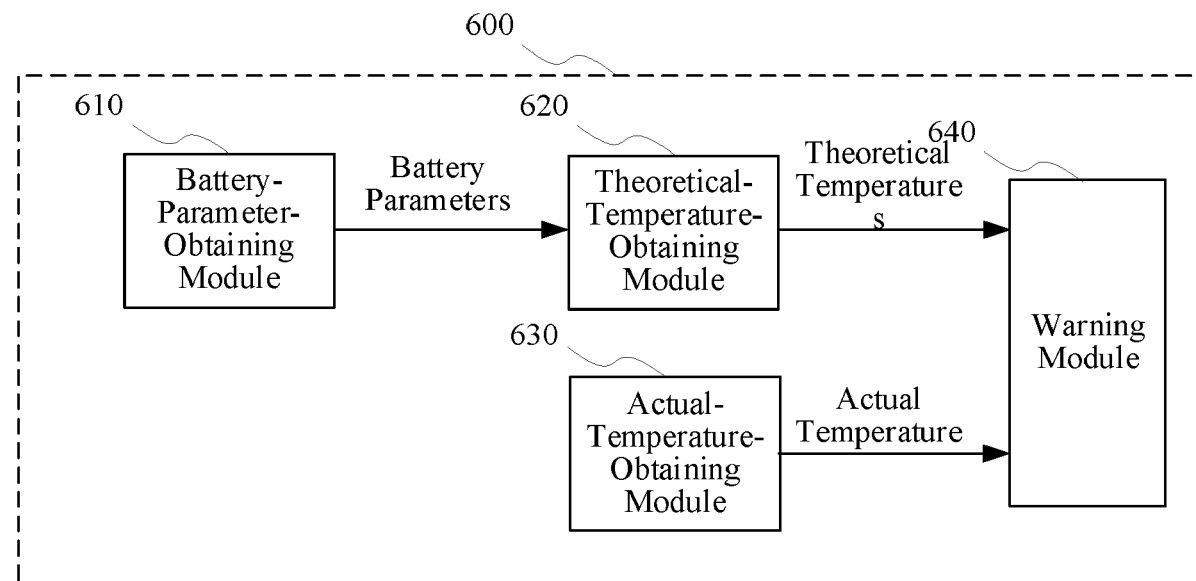 600
610
Battery-
Parameter-
Obtaining
Module
Battery
Parameters
620
Theoretical-
Temperature-
Obtaining
Module
Theoretical
Temperature
s
640
Warning
Module
630
Actual-
Temperature-
Obtaining
Module
Actual
Temperature